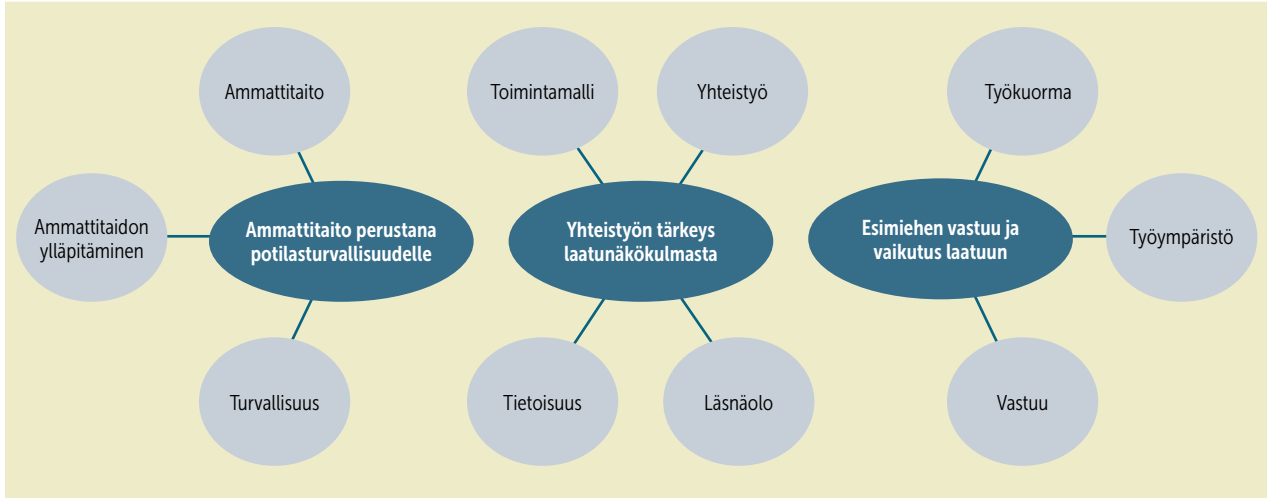 Ammattitaito
Ammattitaidon
ylläpitäminen
Ammattitaito perustana
potilasturvallisuudelle
Turvallisuus
Toimintamalli
Yhteistyö
Yhteistyön tärkeys
laatunäkökulmasta
Tietoisuus
Läsnäolo
Työkuorma
Esimiehen vastuu ja
vaikutus laatuun
Työympäristö
Vastuu